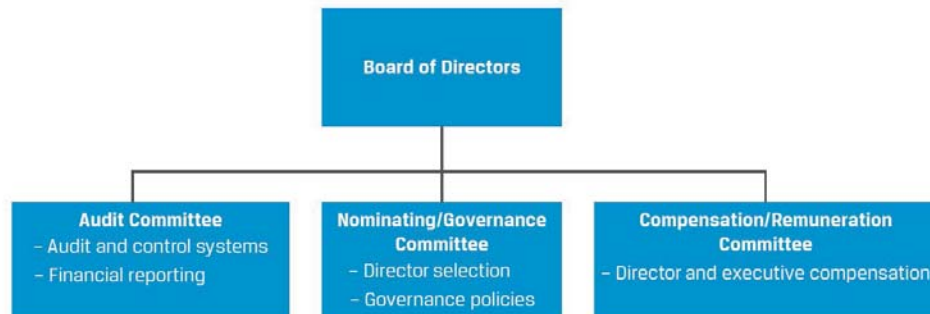 Board of Directors
Audit Committee
– Audit and control systems
– Financial reporting
Nominating/Governance
Committee
– Director selection
– Governance policies
Compensation/Remuneration
Committee
– Director and executive compensation